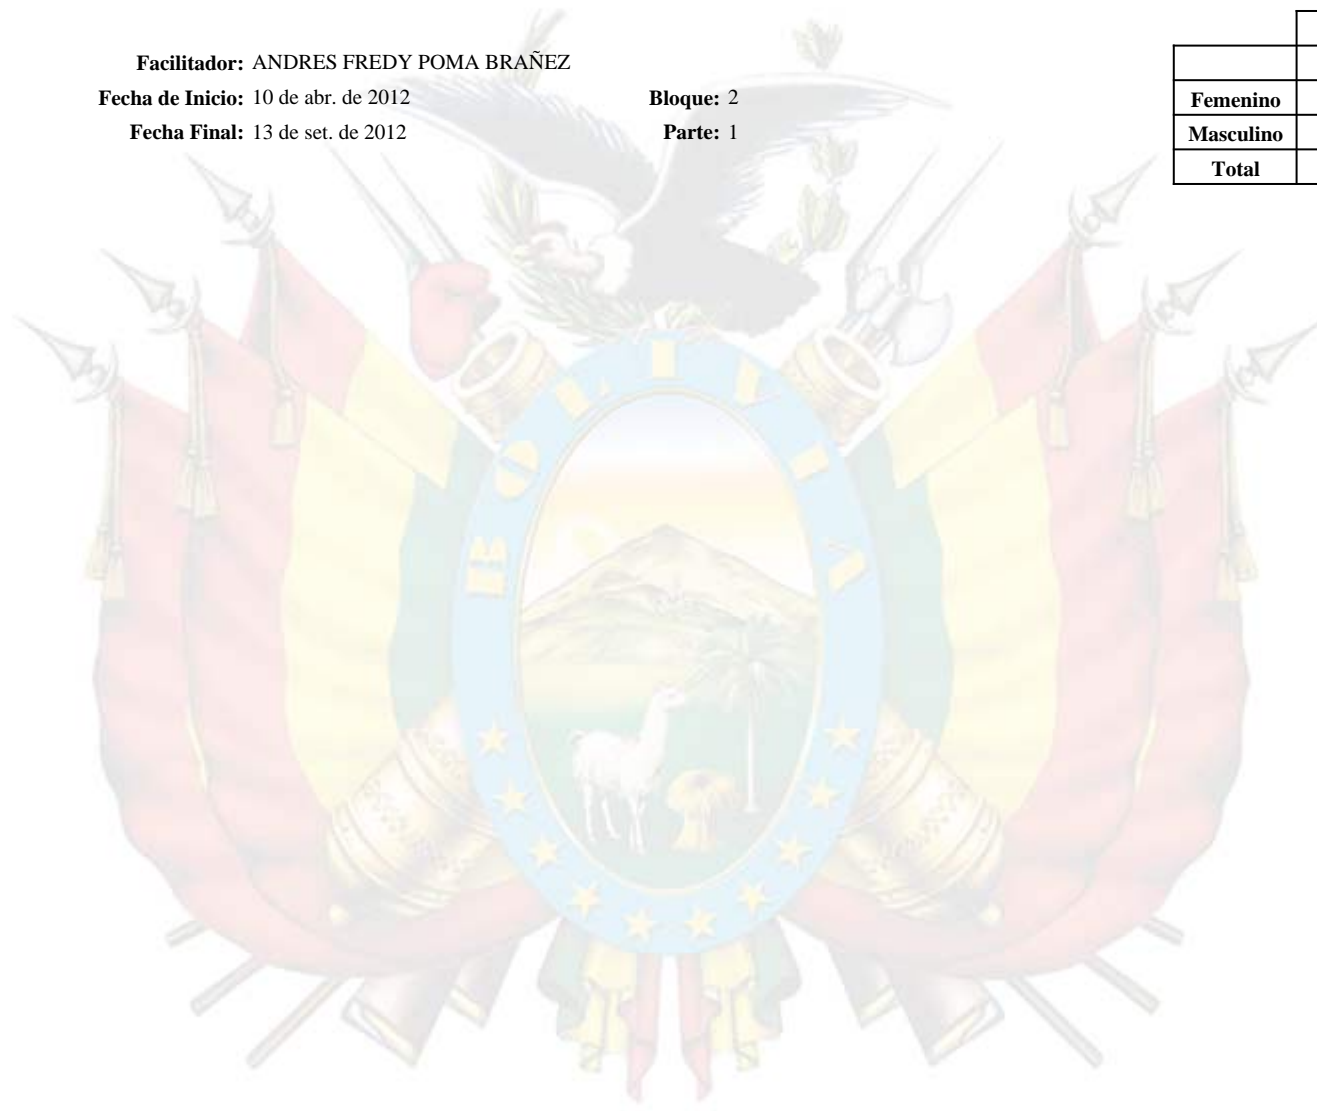 Facilitador: ANDRES FREDY POMA BRAÑEZ
Fecha de Inicio: 10 de abr. de 2012 Bloque: 2
Fecha Final: 13 de set. de 2012 Parte: 1
Femenino
Masculino
Total
BOLIVIA